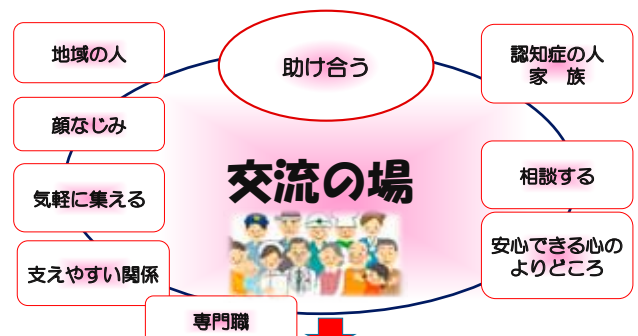 助け合う
地域の人
顔なじみ
気軽に集える
支えやすい関係
専門職
交流の場
認知症の人
家　族
相談する
安心できる心の
よりどころ